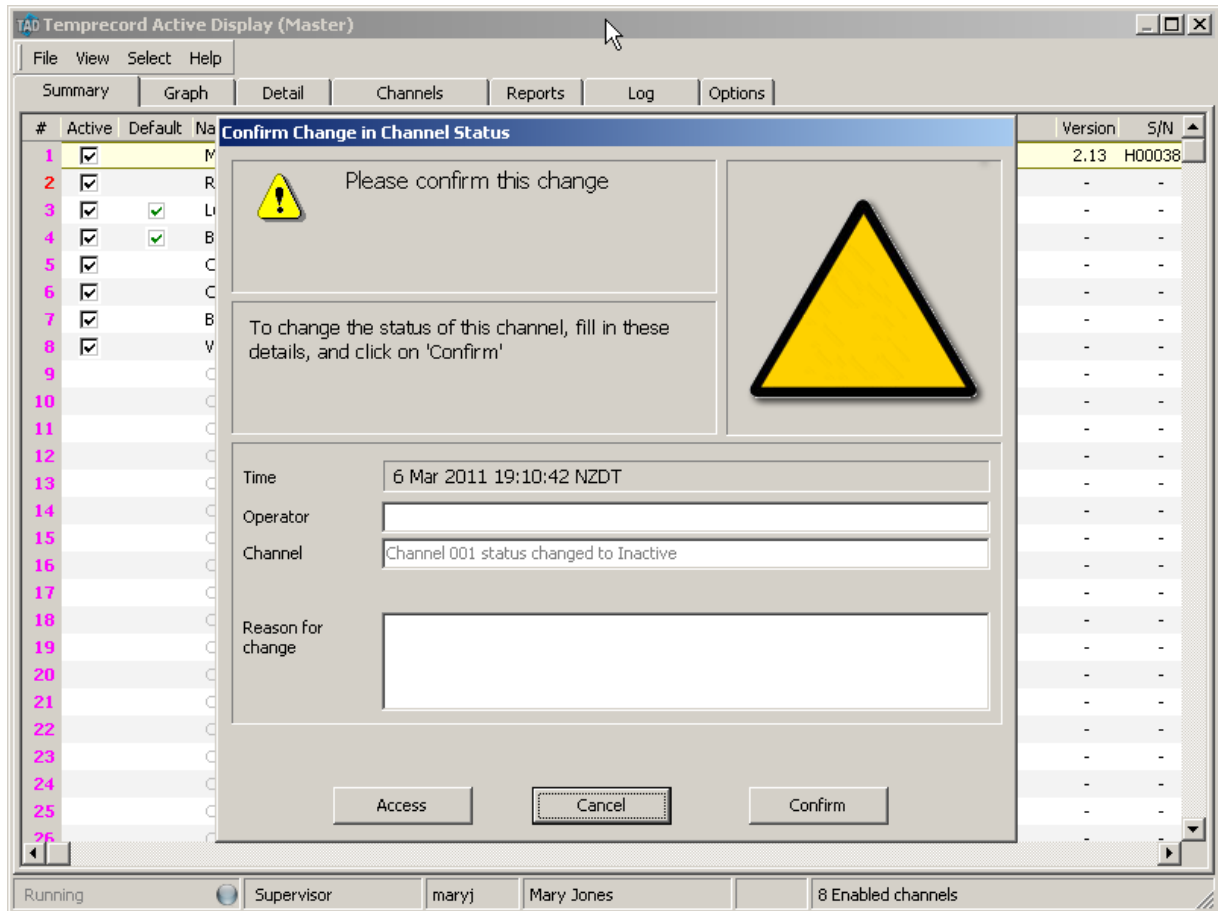 TAD Temprecord Active Display (Master)
File View Select Help
Summary Graph Detail Channels Reports Log Options
# Active Default Na Version S/N
Confirm Change in Channel Status
1 M 2.13 H00038
2 R - -
3 L - -
4 B - -
5 C - -
6 C - -
7 B - -
8 V - -
9 - -
10 - -
11 - -
12 - -
13 - -
14 - -
15 - -
16 - -
17 - -
18 - -
19 - -
20 - -
21 - -
22 - -
23 - -
24 - -
25 - -
26 - -
Please confirm this change
To change the status of this channel, fill in these
details, and click on 'Confirm'
Time 6 Mar 2011 19:10:42 NZDT
Operator
Channel Channel 001 status changed to Inactive
Reason for
change
Access Cancel Confirm
Running Supervisor maryj Mary Jones 8 Enabled channels